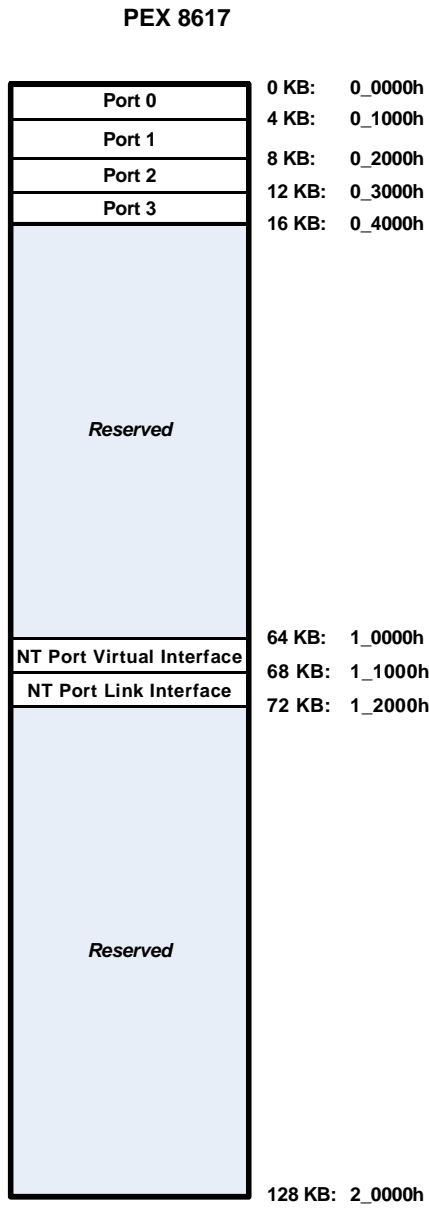 PEX 8617
0 KB: 0_0000h
Port 0
4 KB: 0_1000h
Port 1
8 KB: 0_2000h
Port 2
12 KB: 0_3000h
Port 3
16 KB: 0_4000h
Reserved
64 KB: 1_0000h
NT Port Virtual Interface
68 KB: 1_1000h
NT Port Link Interface
72 KB: 1_2000h
Reserved
128 KB: 2_0000h